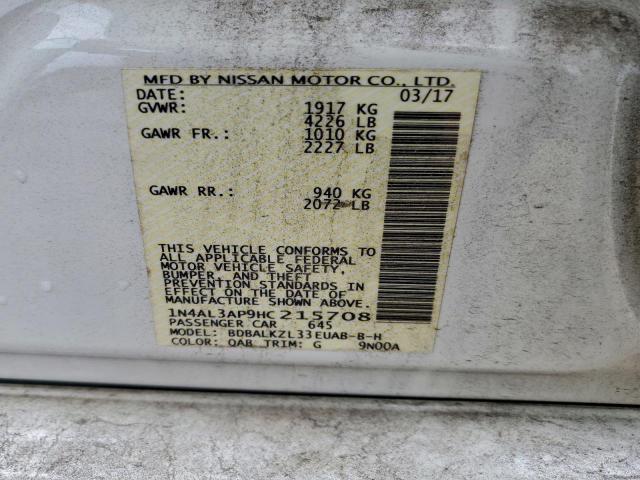 MFD BY NISSAN MOTOR CO., LTD.
DATE: 03/17
GVWR: 1917 KG
4226 LB
GAWR FR.: 1010 KG
2227 LB
GAWR RR.: 940 KG
2072 LB
THIS VEHICLE CONFORMS TO
ALL APPLICABLE FEDERAL
MOTOR VEHICLE SAFETY,
BUMPER, AND THEFT
PREVENTION STANDARDS IN
EFFECT ON THE DATE OF
MANUFACTURE SHOWN ABOVE.
1N4AL3AP9HC215708
PASSENGER CAR 645
MODEL: BDBALKZL33EUAB-B-H
COLOR: QAB TRIM: G 9N00A